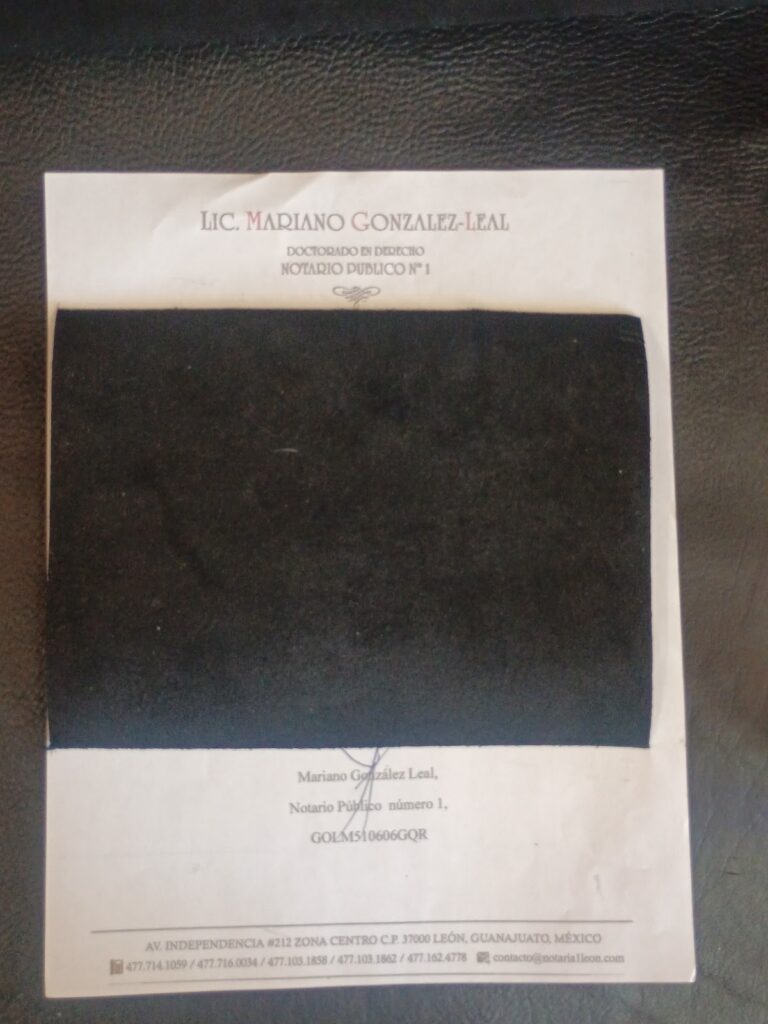 LIC. MARIANO GONZALEZ-LEAL
DOCTORADO EN DERECHO
NOTARIO PUBLICO Nº 1
Mariano González Leal,
Notario Público número 1,
GOLM510606GQR
AV. INDEPENDENCIA #212 ZONA CENTRO C.P. 37000 LEÓN, GUANAJUATO, MÉXICO
477.714.1059 / 477.716.0034 / 477.103.1858 / 477.103.1862 / 477.162.4778 contacto@notaria1leon.com